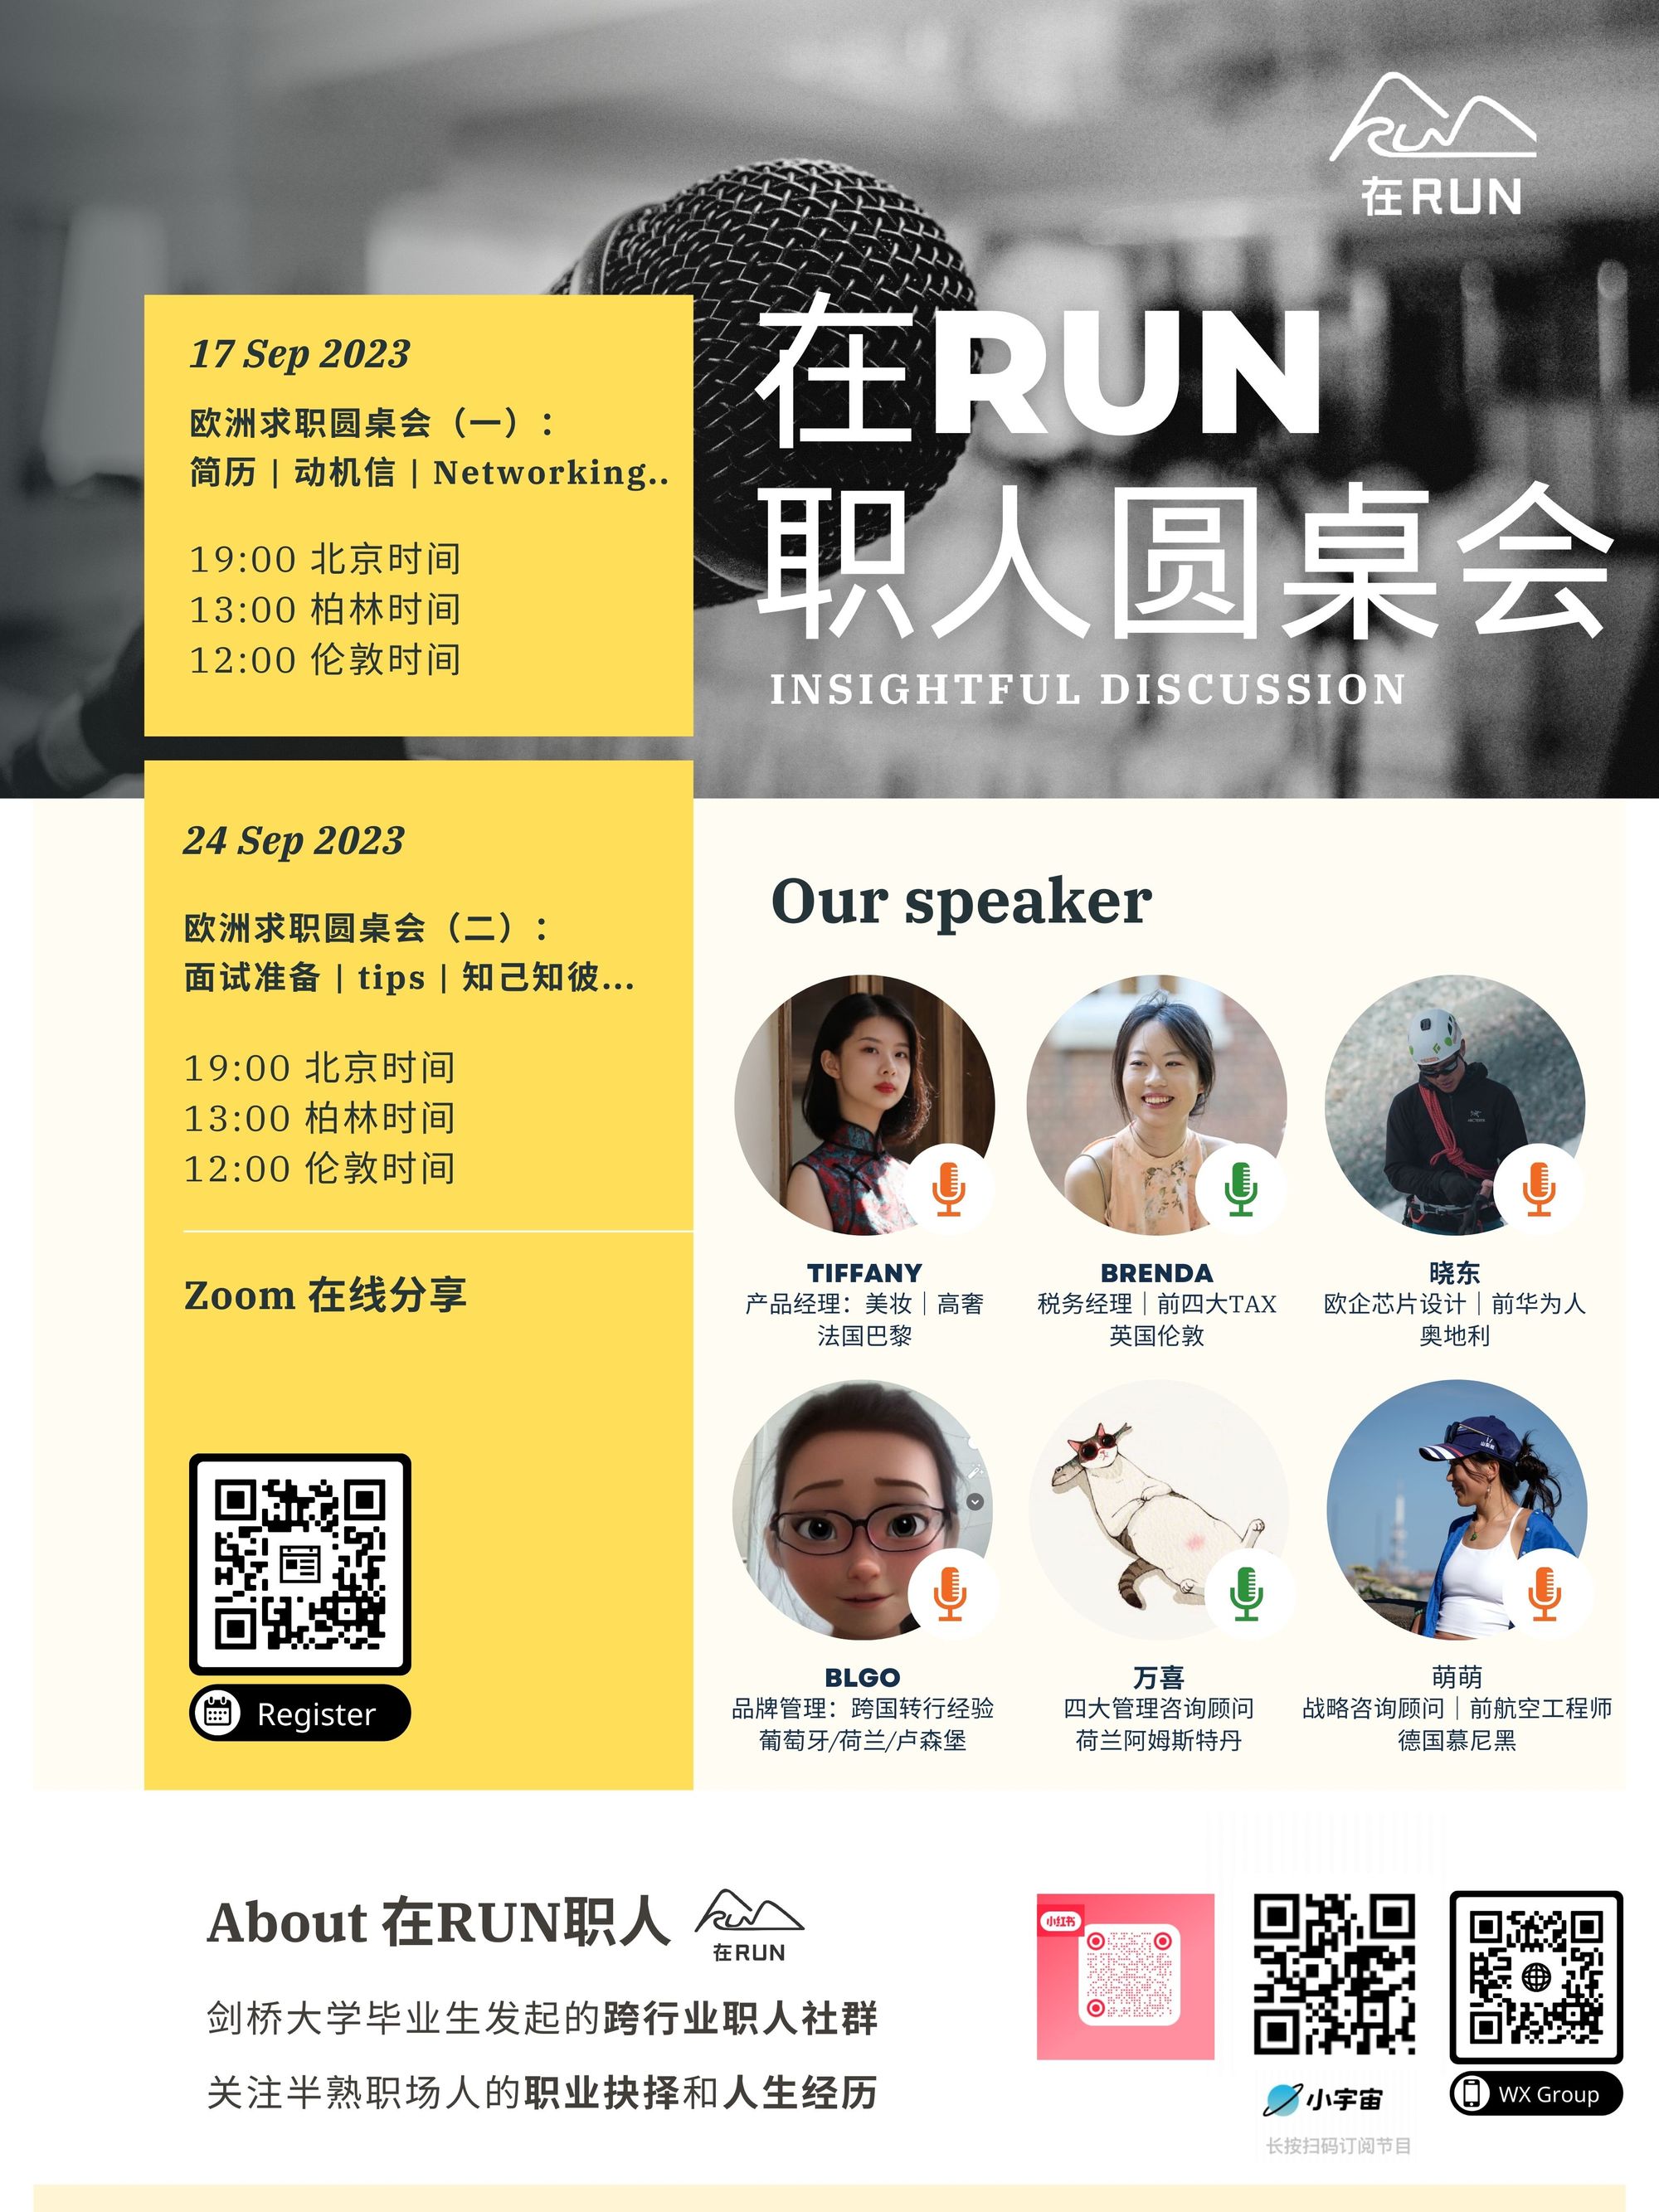 RUN
在RUN
在RUN
职人圆桌会
INSIGHTFUL DISCUSSION
17 Sep 2023
欧洲求职圆桌会（一）：
简历 | 动机信 | Networking..
19:00 北京时间
13:00 柏林时间
12:00 伦敦时间
24 Sep 2023
欧洲求职圆桌会（二）：
面试准备 | tips | 知己知彼...
19:00 北京时间
13:00 柏林时间
12:00 伦敦时间
Zoom 在线分享
Register
Our speaker
TIFFANY
产品经理：美妆｜高奢
法国巴黎
BRENDA
税务经理｜前四大TAX
英国伦敦
晓东
欧企芯片设计｜前华为人
奥地利
BLGO
品牌管理：跨国转行经验
葡萄牙/荷兰/卢森堡
万喜
四大管理咨询顾问
荷兰阿姆斯特丹
萌萌
战略咨询顾问｜前航空工程师
德国慕尼黑
About 在RUN职人
RUN
在RUN
剑桥大学毕业生发起的跨行业职人社群
关注半熟职场人的职业抉择和人生经历
小红书
小宇宙
长按扫码订阅节目
WX Group